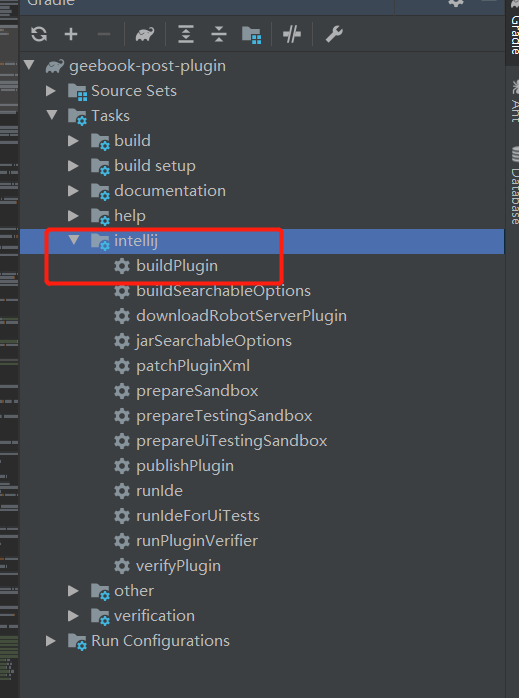 Gradle
geebook-post-plugin
Source Sets
Tasks
build
build setup
documentation
help
intellij
buildPlugin
buildSearchableOptions
downloadRobotServerPlugin
jarSearchableOptions
patchPluginXml
prepareSandbox
prepareTestingSandbox
prepareUiTestingSandbox
publishPlugin
runIde
runIdeForUiTests
runPluginVerifier
verifyPlugin
other
verification
Run Configurations
Gradle
Ant
Database